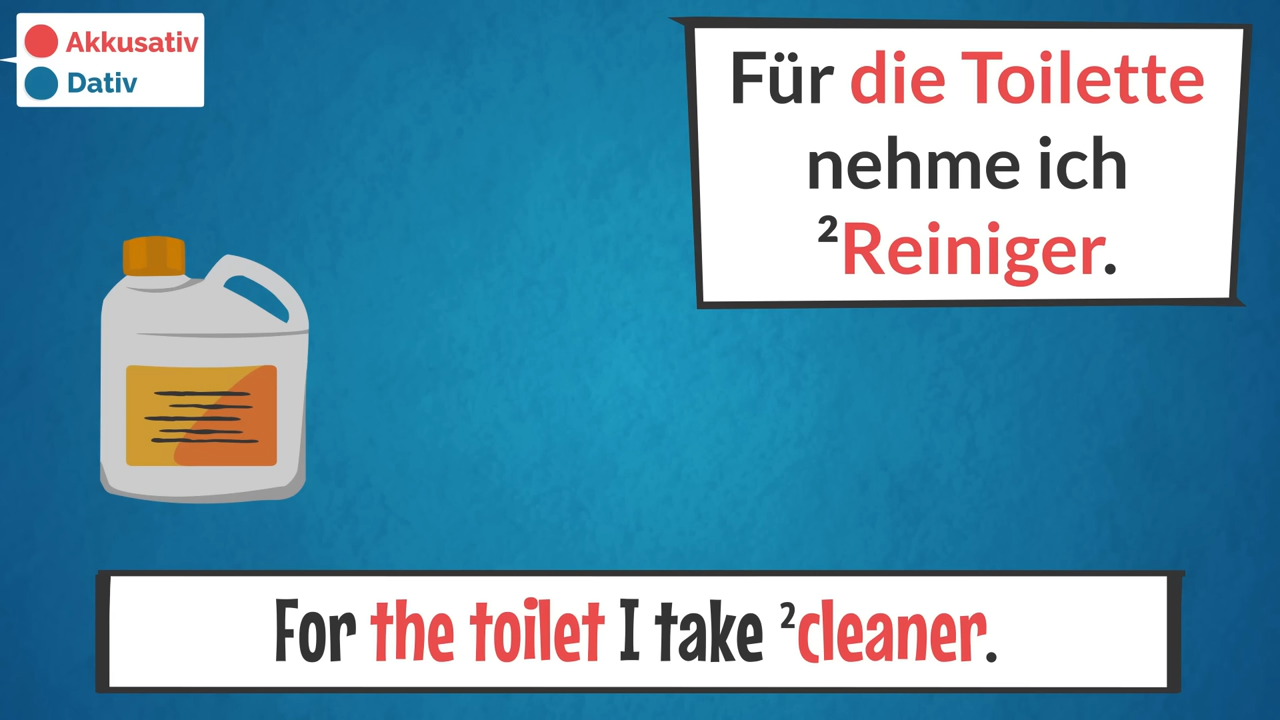 Akkusativ
Dativ
Für die Toilette
nehme ich
²Reiniger.
For the toilet I take ²cleaner.